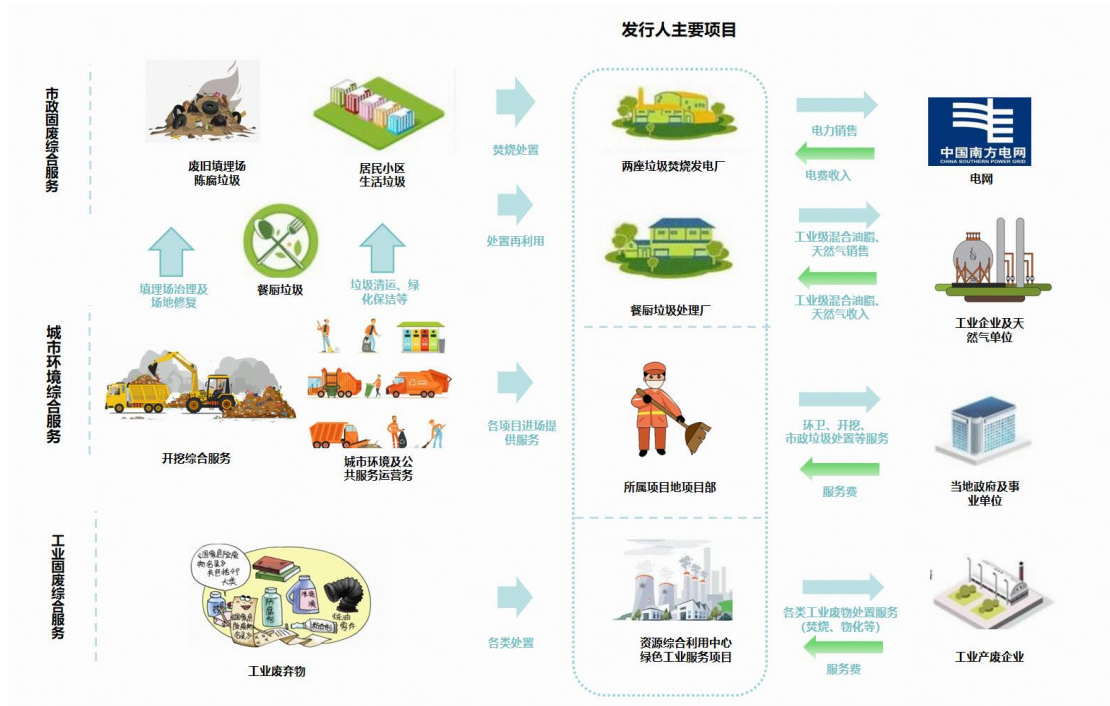 发行人主要项目
市政固废综合服务
废旧填埋场
陈腐垃圾
居民小区
生活垃圾
焚烧处置
两座垃圾焚烧发电厂
电力销售
电费收入
中国南方电网
CHINA SOUTHERN POWER GRID
电网
填埋场治理及
场地修复
餐厨垃圾
垃圾清运、绿
化保洁等
处置再利用
餐厨垃圾处理厂
工业级混合油脂、
天然气销售
工业级混合油脂、
天然气收入
工业企业及天
然气单位
城市环境综合服务
开挖综合服务
城市环境及公
共服务运营务
各项目进场提
供服务
所属项目地项目部
环卫、开挖、
市政垃圾处置等服务
服务费
当地政府及事
业单位
工业固废综合服务
《国家危险废
物名录》
大类
防腐剂
工业废弃物
各类处置
资源综合利用中心
绿色工业服务项目
各类工业废物处置服务
(焚烧、物化等)
服务费
工业产废企业